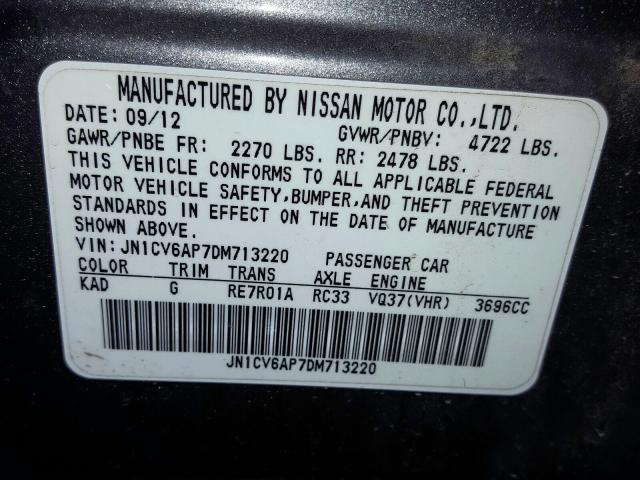 MANUFACTURED BY NISSAN MOTOR CO.,LTD.
DATE: 09/12 GVWR/PNBV: 4722 LBS.
GAWR/PNBE FR: 2270 LBS. RR: 2478 LBS.
THIS VEHICLE CONFORMS TO ALL APPLICABLE FEDERAL
MOTOR VEHICLE SAFETY,BUMPER,AND THEFT PREVENTION
STANDARDS IN EFFECT ON THE DATE OF MANUFACTURE
SHOWN ABOVE.
VIN: JN1CV6AP7DM713220 PASSENGER CAR
COLOR TRIM TRANS AXLE ENGINE
KAD G RE7R01A RC33 VQ37(VHR) 3696CC
JN1CV6AP7DM713220